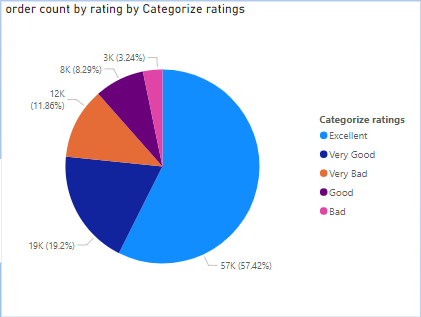 order count by rating by Categorize ratings
3K (3.24%)
8K (8.29%)
12K
(11.86%)
19K (19.2%)
57K (57.42%)
Categorize ratings
Excellent
Very Good
Very Bad
Good
Bad